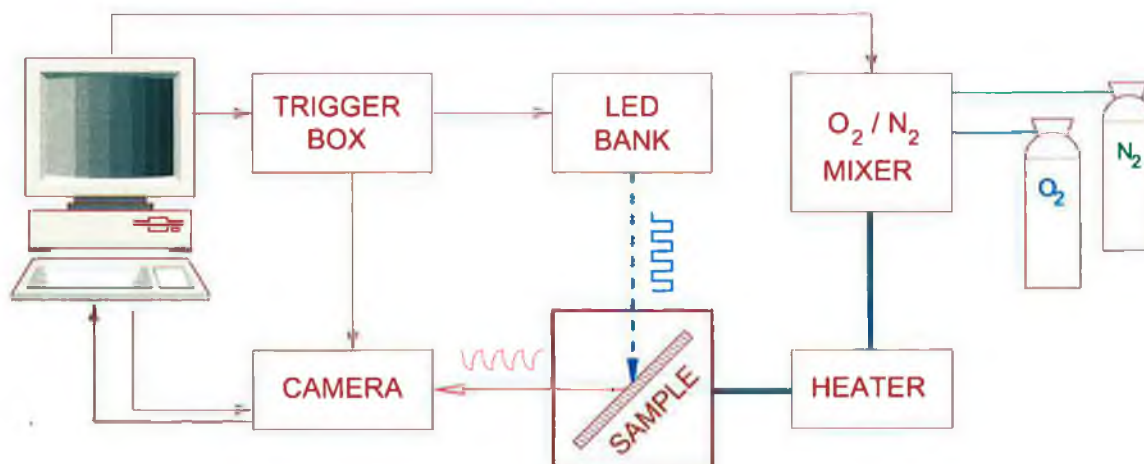 TRIGGER
BOX
LED
BANK
O₂ / N₂
MIXER
N₂
O₂
CAMERA
SAMPLE
HEATER